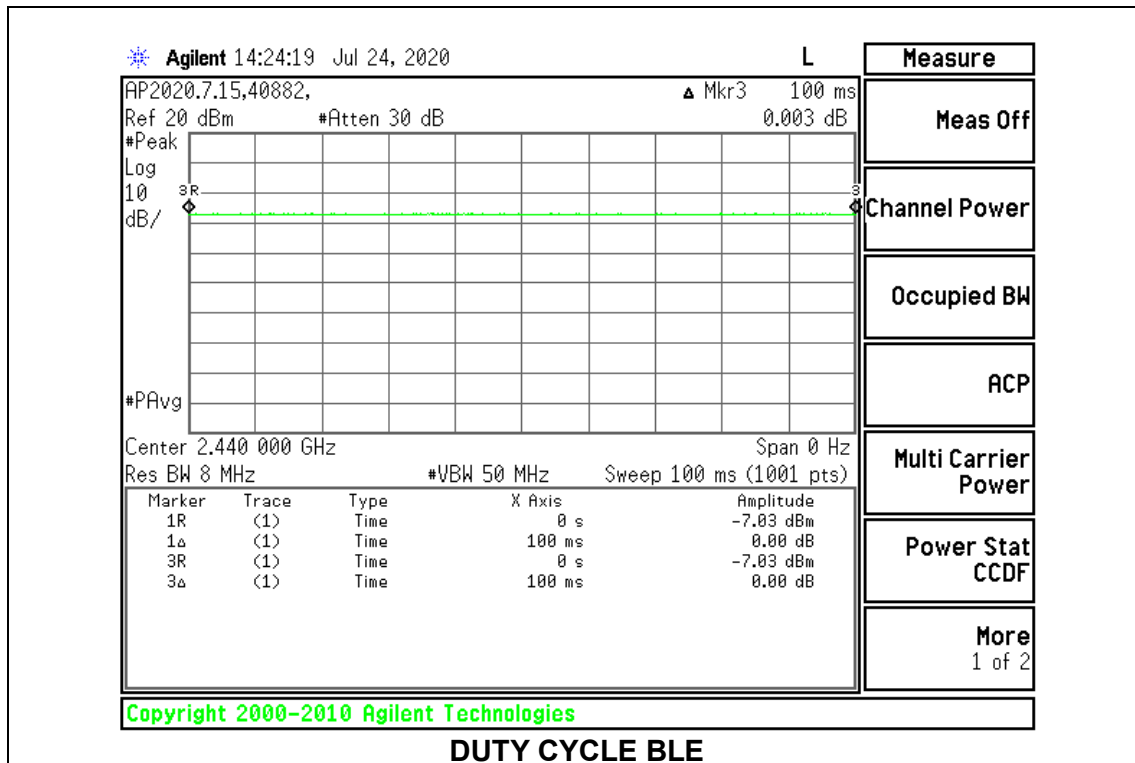 Agilent 14:24:19 Jul 24, 2020 L
Measure
AP2020.7.15,40882, Δ Mkr3 100 ms
Ref 20 dBm #Atten 30 dB 0.003 dB
#Peak
Log
10
dB/
3R
3
#PAvg
Center 2.440 000 GHz Span 0 Hz
Res BW 8 MHz #VBW 50 MHz Sweep 100 ms (1001 pts)
Marker Trace Type X Axis Amplitude
1R (1) Time 0 s -7.03 dBm
1Δ (1) Time 100 ms 0.00 dB
3R (1) Time 0 s -7.03 dBm
3Δ (1) Time 100 ms 0.00 dB
Meas Off
Channel Power
Occupied BW
ACP
Multi Carrier
Power
Power Stat
CCDF
More
1 of 2
Copyright 2000-2010 Agilent Technologies
DUTY CYCLE BLE